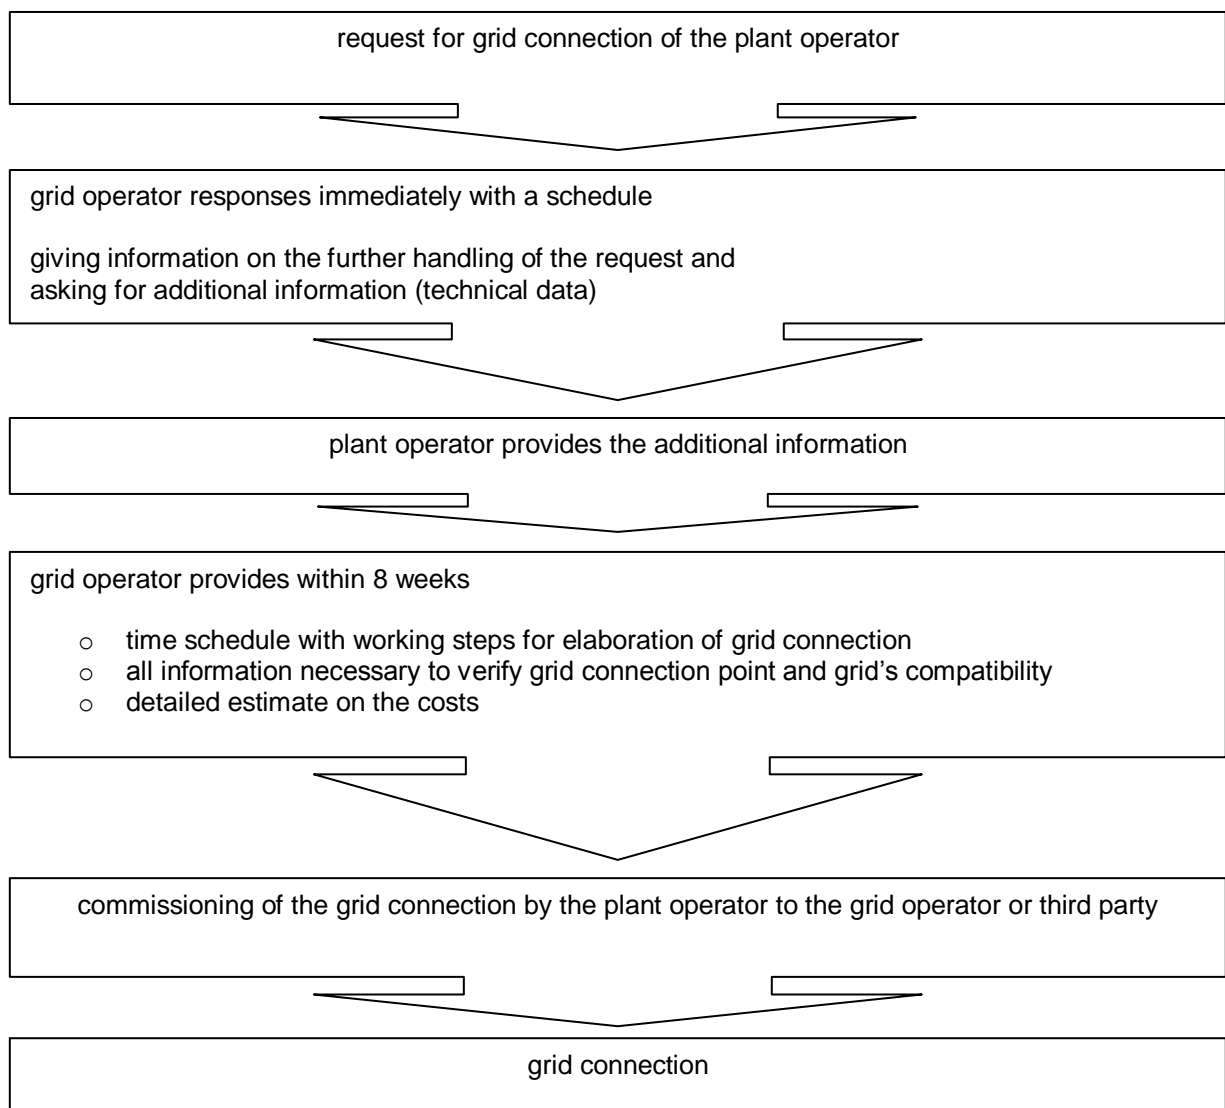 request for grid connection of the plant operator
grid operator responses immediately with a schedule
giving information on the further handling of the request and
asking for additional information (technical data)
plant operator provides the additional information
grid operator provides within 8 weeks
o time schedule with working steps for elaboration of grid connection
o all information necessary to verify grid connection point and grid’s compatibility
o detailed estimate on the costs
commissioning of the grid connection by the plant operator to the grid operator or third party
grid connection